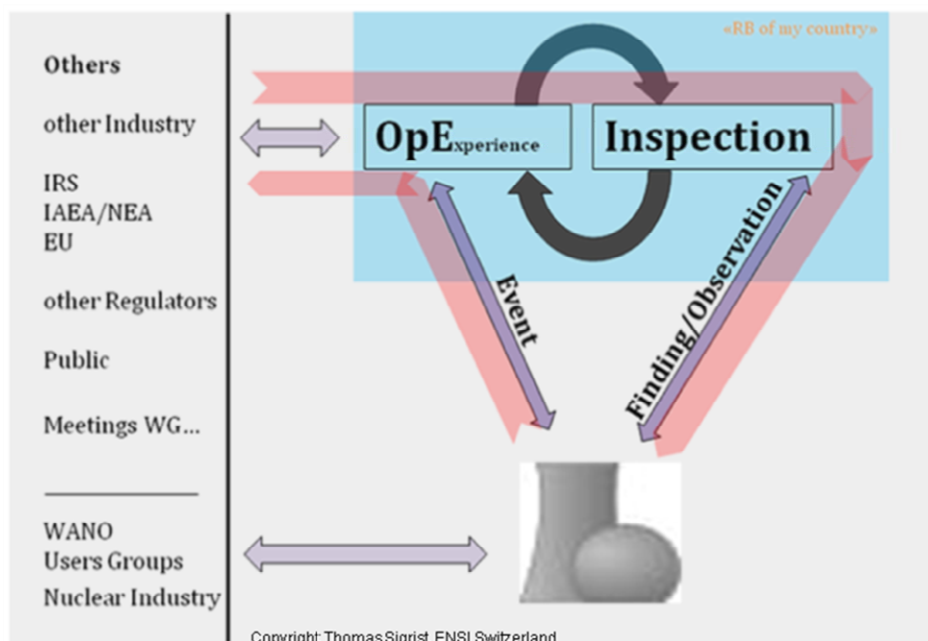 «RB of my country»
Others
other Industry
IRS
IAEA/NEA
EU
other Regulators
Public
Meetings WG...
WANO
Users Groups
Nuclear Industry
OpExperience
Inspection
Event
Finding/Observation
Copyright: Thomas Sigrist, ENSI Switzerland